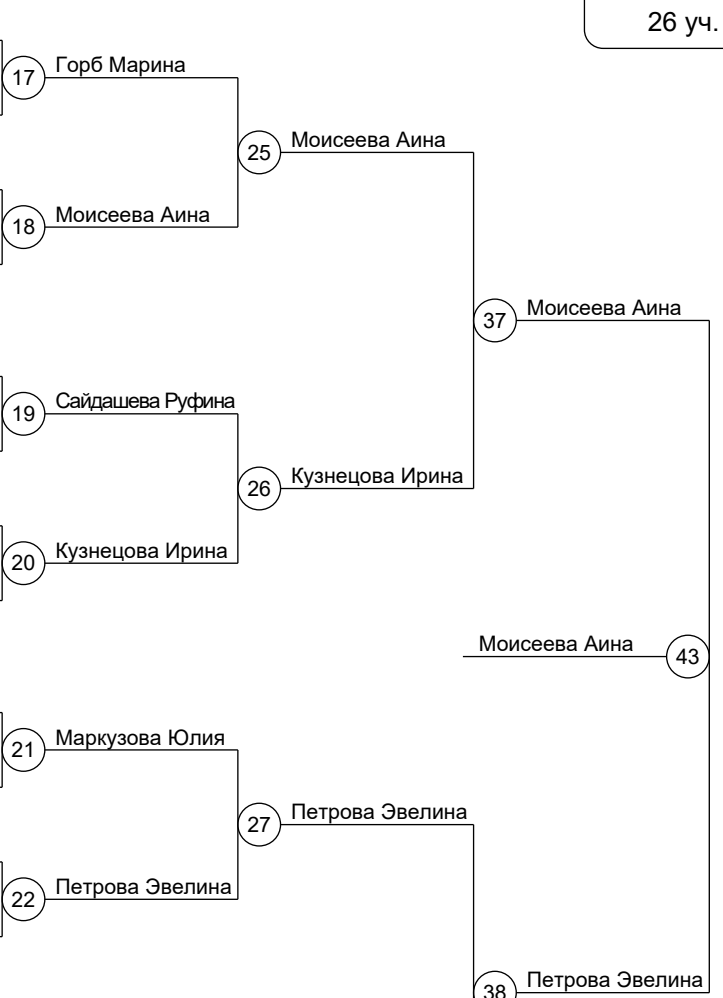 26 уч.
17 Горб Марина
25 Моисеева Аина
18 Моисеева Аина
37 Моисеева Аина
19 Сайдашева Руфина
26 Кузнецова Ирина
20 Кузнецова Ирина
Моисеева Аина 43
21 Маркузова Юлия
27 Петрова Эвелина
22 Петрова Эвелина
38 Петрова Эвелина